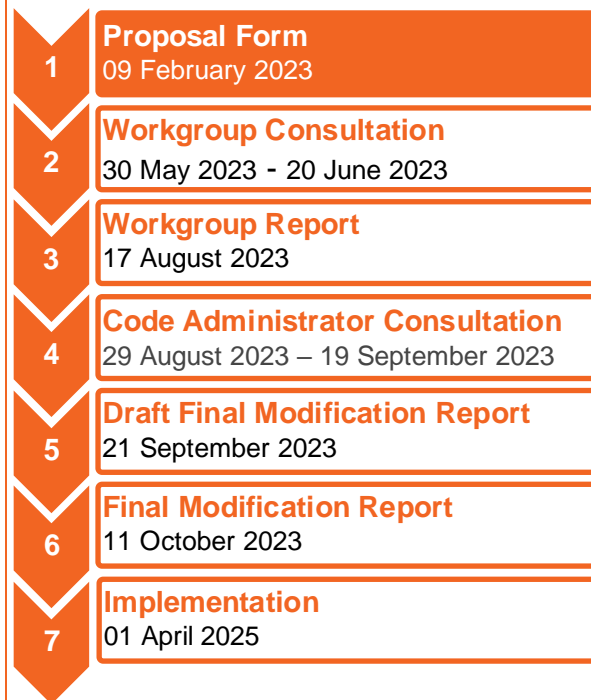 1
Proposal Form
09 February 2023
2
Workgroup Consultation
30 May 2023 - 20 June 2023
3
Workgroup Report
17 August 2023
4
Code Administrator Consultation
29 August 2023 – 19 September 2023
5
Draft Final Modification Report
21 September 2023
6
Final Modification Report
11 October 2023
7
Implementation
01 April 2025